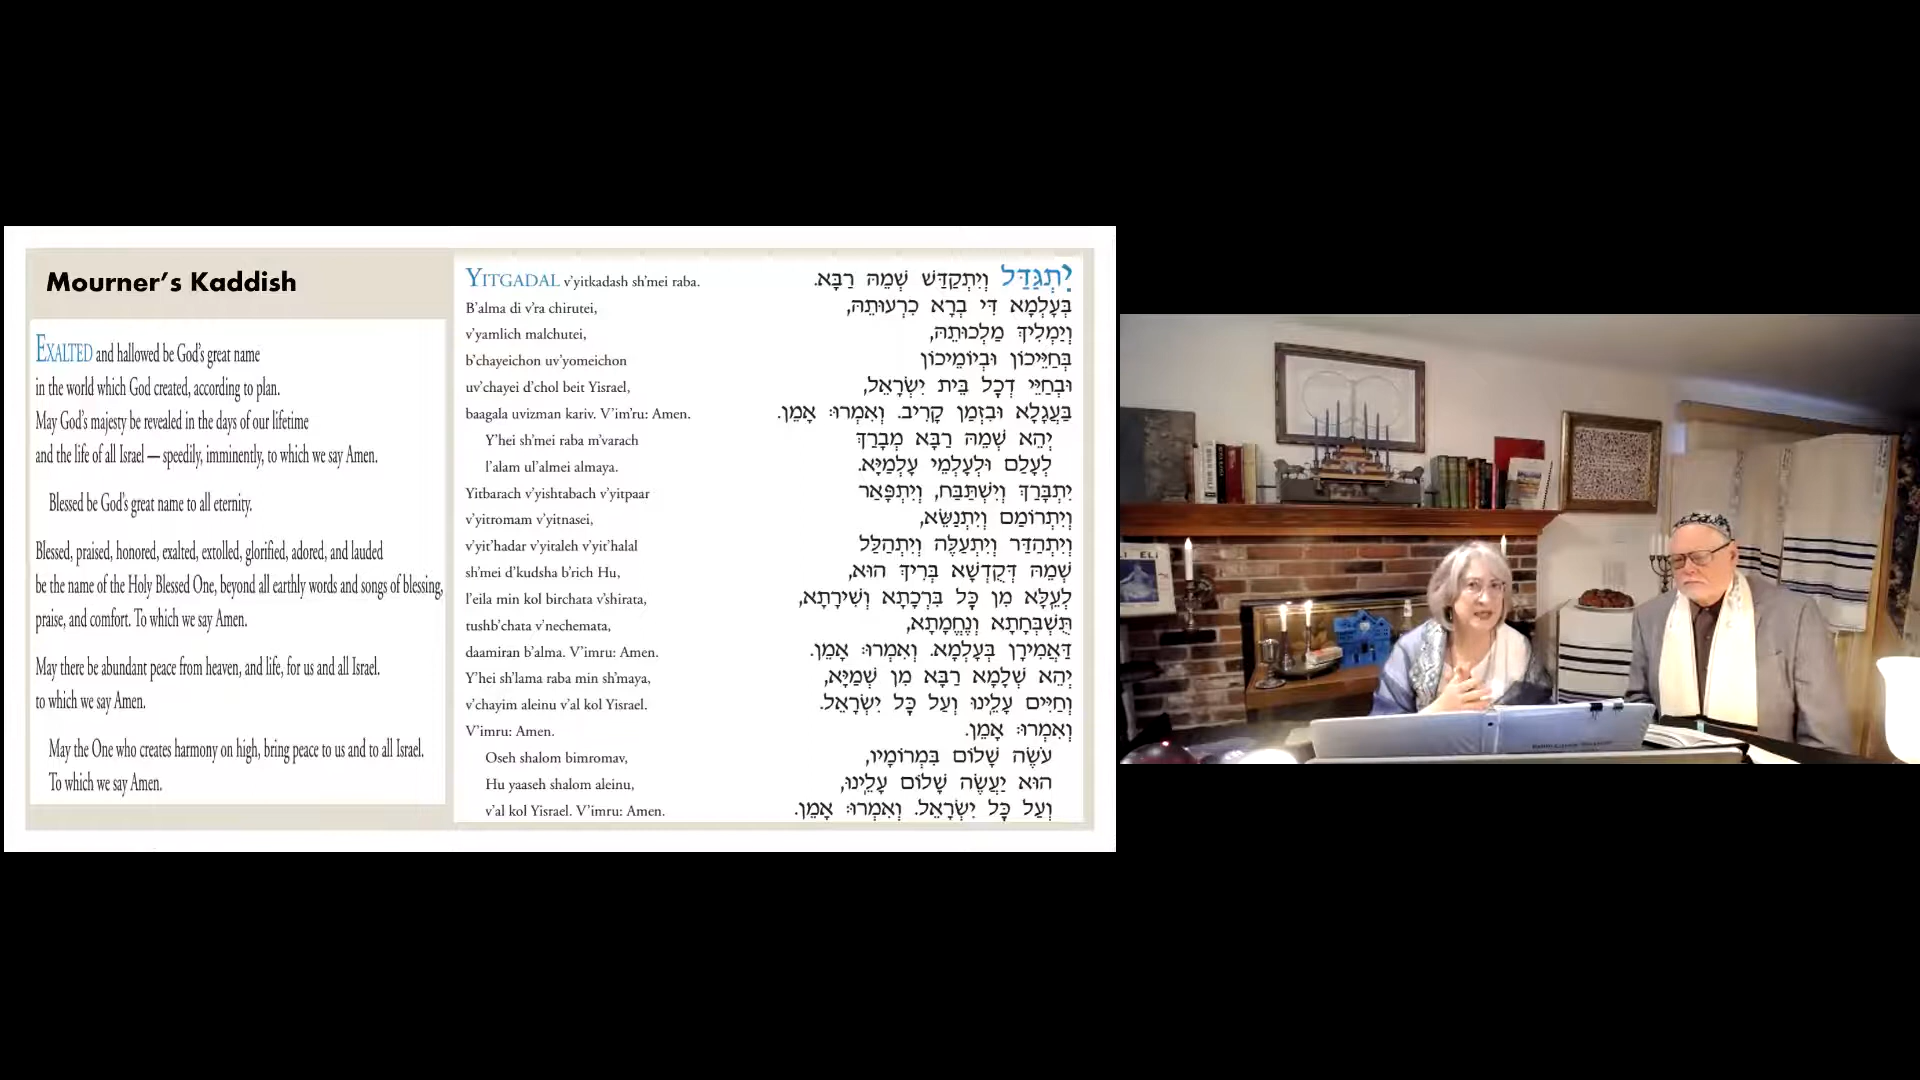 Mourner's Kaddish
EXALTED and hallowed be God's great name
in the world which God created, according to plan.
May God's majesty be revealed in the days of our lifetime
and the life of all Israel — speedily, imminently, to which we say Amen.
Blessed be God's great name to all eternity.
Blessed, praised, honored, exalted, extolled, glorified, adored, and lauded
be the name of the Holy Blessed One, beyond all earthly words and songs of blessing,
praise, and comfort. To which we say Amen.
May there be abundant peace from heaven, and life, for us and all Israel.
to which we say Amen.
May the One who creates harmony on high, bring peace to us and to all Israel.
To which we say Amen.
YITGADAL v'yitkadash sh'mei raba.
B'alma di v'ra chirutei,
v'yamlich malchutei,
b'chayeichon uv'yomeichon
uv'chayei d'chol beit Yisrael,
baagala uvizman kariv. V'im'ru: Amen.
Y'hei sh'mei raba m'varach
l'alam ul'almei almaya.
Yitbarach v'yishtabach v'yitpaar
v'yitromam v'yitnasei,
v'yit'hadar v'yitaleh v'yit'halal
sh'mei d'kudsha b'rich Hu,
l'eila min kol birchata v'shirata,
tushb'chata v'nechemata,
daamiran b'alma. V'imru: Amen.
Y'hei sh'lama raba min sh'maya,
v'chayim aleinu v'al kol Yisrael.
V'imru: Amen.
Oseh shalom bimromav,
Hu yaaseh shalom aleinu,
v'al kol Yisrael. V'imru: Amen.
יִתְגַּדַּל וְיִתְקַדַּשׁ שְׁמֵהּ רַבָּא.
בְּעָלְמָא דִּי בְרָא כִרְעוּתֵהּ,
וְיַמְלִיךְ מַלְכוּתֵהּ,
בְּחַיֵּיכוֹן וּבְיוֹמֵיכוֹן
וּבְחַיֵּי דְכׇל בֵּית יִשְׂרָאֵל,
בַּעֲגָלָא וּבִזְמַן קָרִיב. וְאִמְרוּ: אָמֵן.
יְהֵא שְׁמֵהּ רַבָּא מְבָרַךְ
לְעָלַם וּלְעָלְמֵי עָלְמַיָּא.
יִתְבָּרַךְ וְיִשְׁתַּבַּח, וְיִתְפָּאַר
וְיִתְרוֹמַם וְיִתְנַשֵּׂא,
וְיִתְהַדַּר וְיִתְעַלֶּה וְיִתְהַלַּל
שְׁמֵהּ דְּקֻדְשָׁא בְּרִיךְ הוּא,
לְעֵלָּא מִן כׇּל בִּרְכָתָא וְשִׁירָתָא,
תֻּשְׁבְּחָתָא וְנֶחֱמָתָא,
דַּאֲמִירָן בְּעָלְמָא. וְאִמְרוּ: אָמֵן.
יְהֵא שְׁלָמָא רַבָּא מִן שְׁמַיָּא,
וְחַיִּים עָלֵינוּ וְעַל כׇּל יִשְׂרָאֵל.
וְאִמְרוּ: אָמֵן.
עֹשֶׂה שָׁלוֹם בִּמְרוֹמָיו,
הוּא יַעֲשֶׂה שָׁלוֹם עָלֵינוּ,
וְעַל כׇּל יִשְׂרָאֵל. וְאִמְרוּ: אָמֵן.
ELI